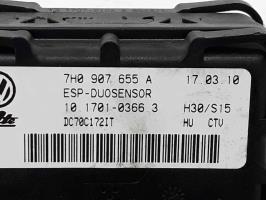 7H0 907 655 A 17.03.10
ESP-DUOSENSOR
10.1701-0366.3 H30/S15
DC70C172IT HU CTV